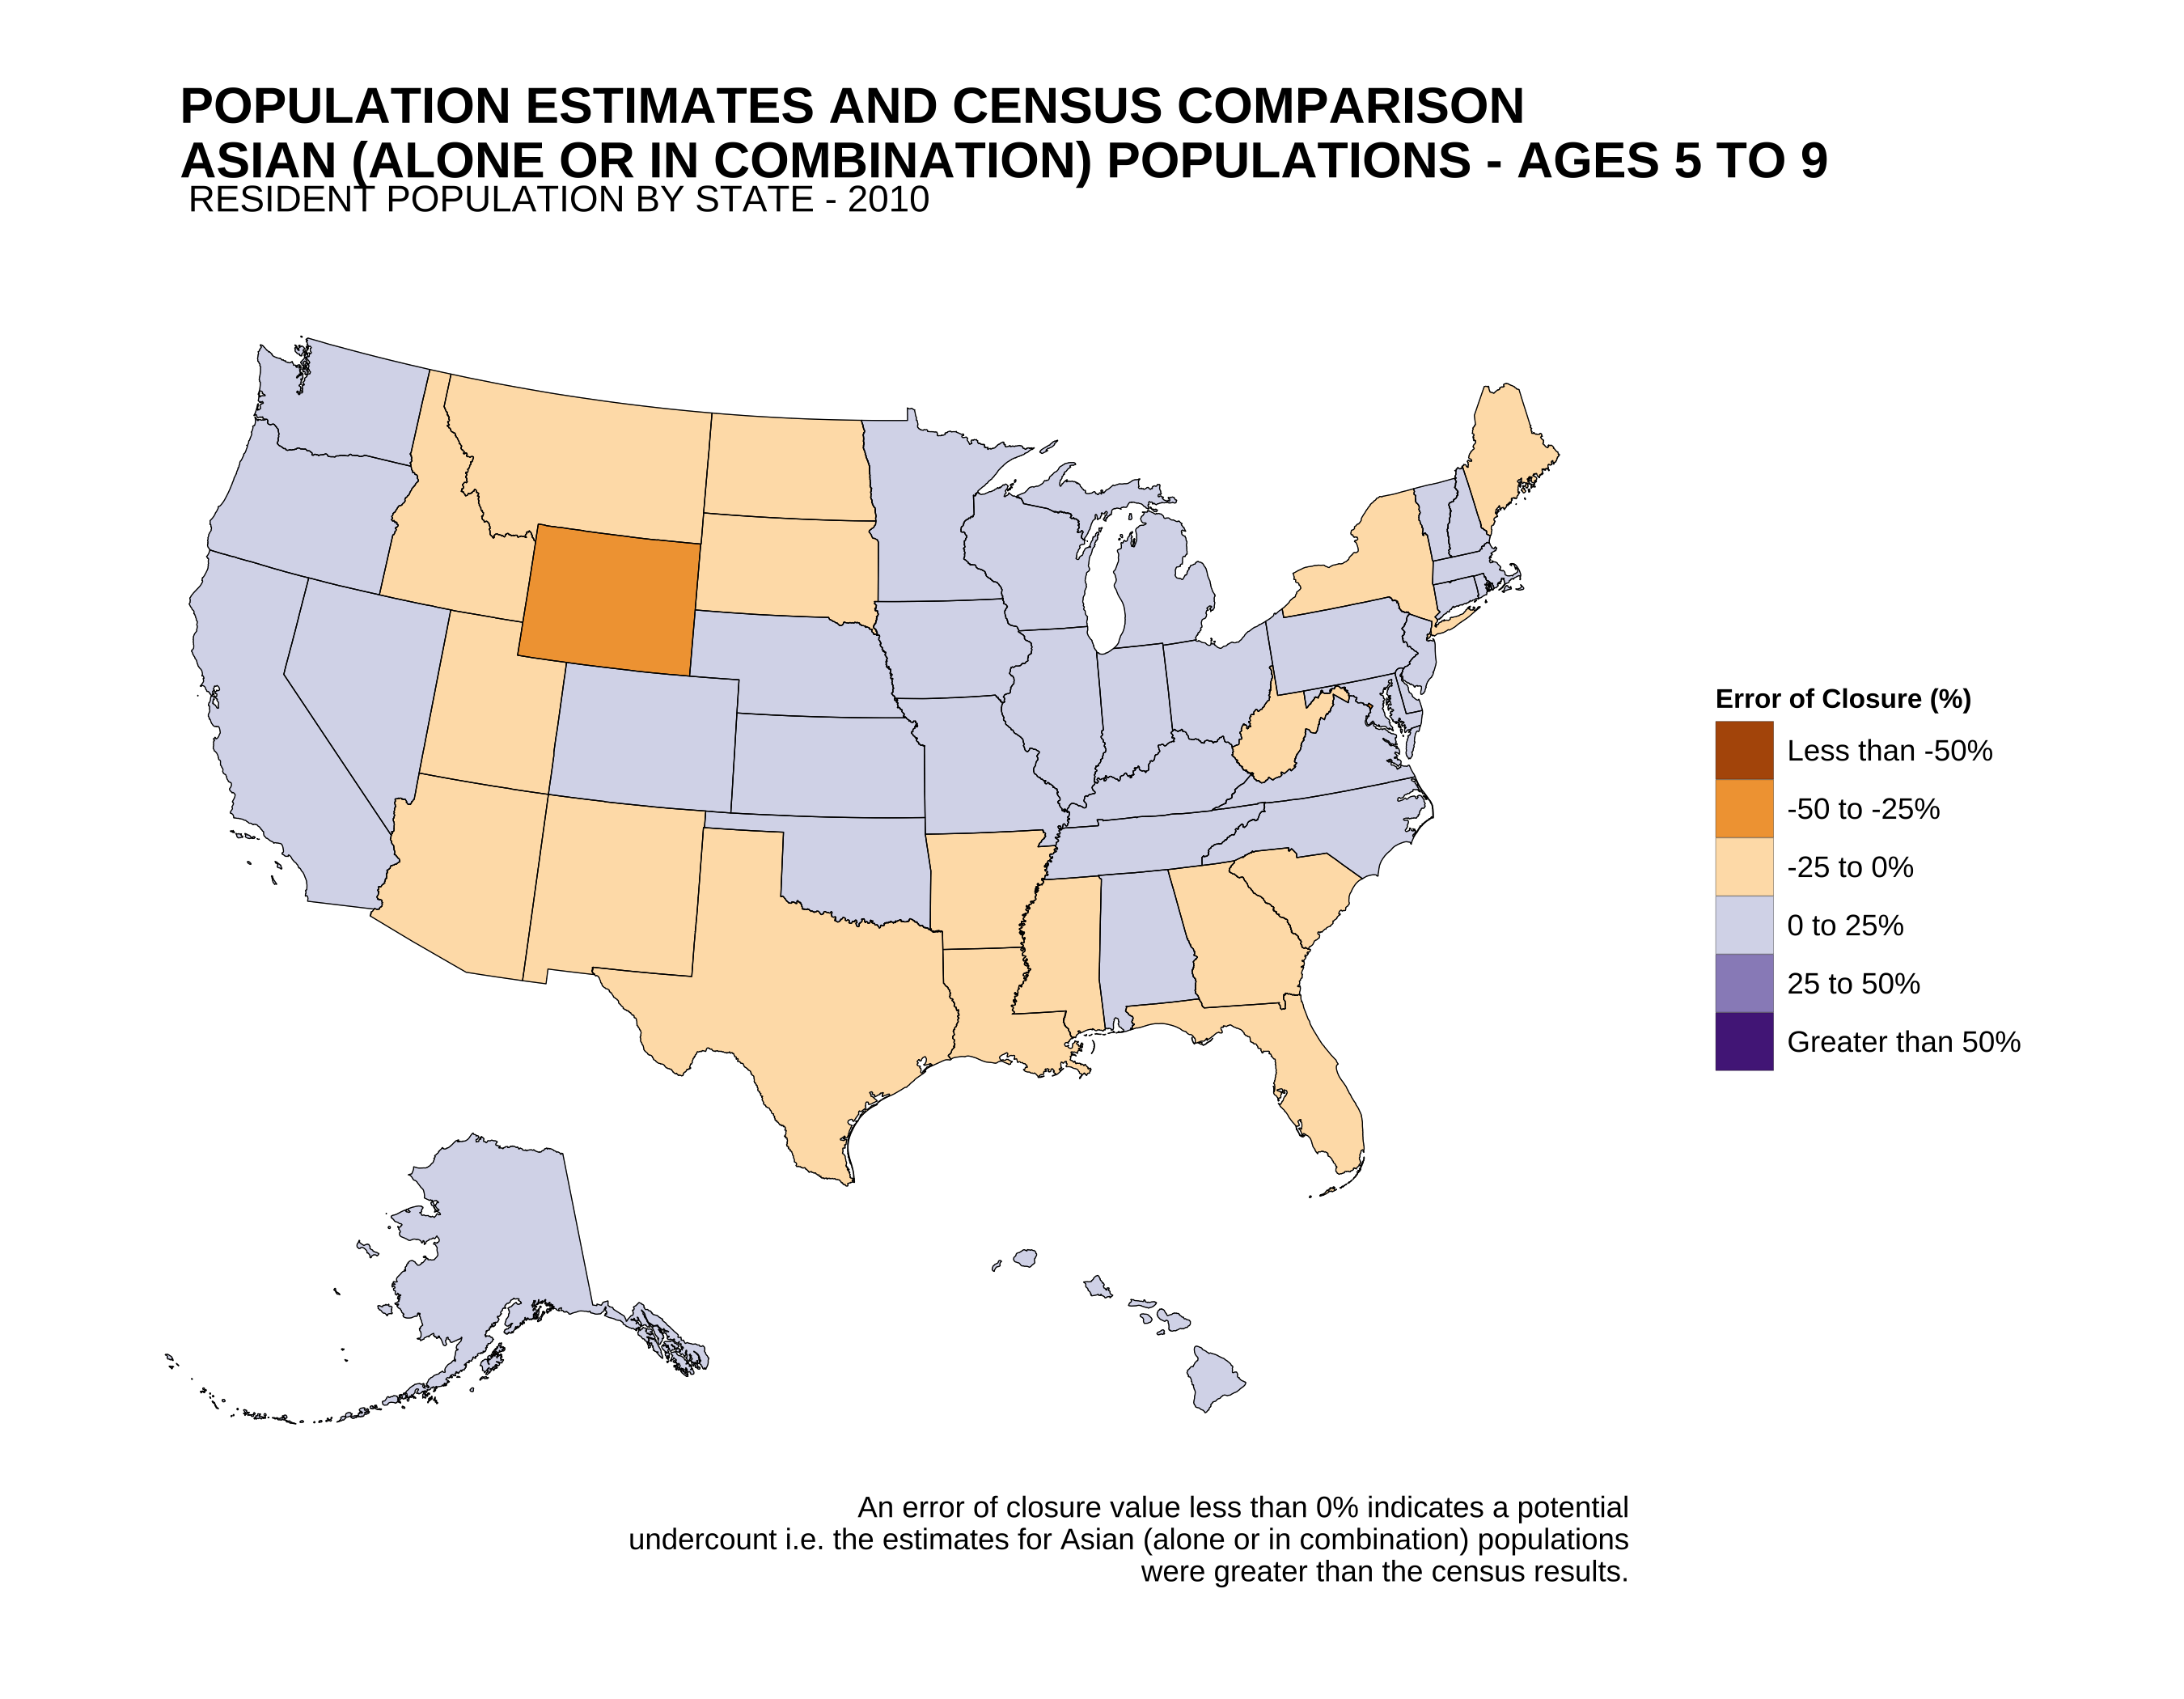 POPULATION ESTIMATES AND CENSUS COMPARISON
ASIAN (ALONE OR IN COMBINATION) POPULATIONS - AGES 5 TO 9
RESIDENT POPULATION BY STATE - 2010
Error of Closure (%)
Less than -50%
-50 to -25%
-25 to 0%
0 to 25%
25 to 50%
Greater than 50%
An error of closure value less than 0% indicates a potential
undercount i.e. the estimates for Asian (alone or in combination) populations
were greater than the census results.